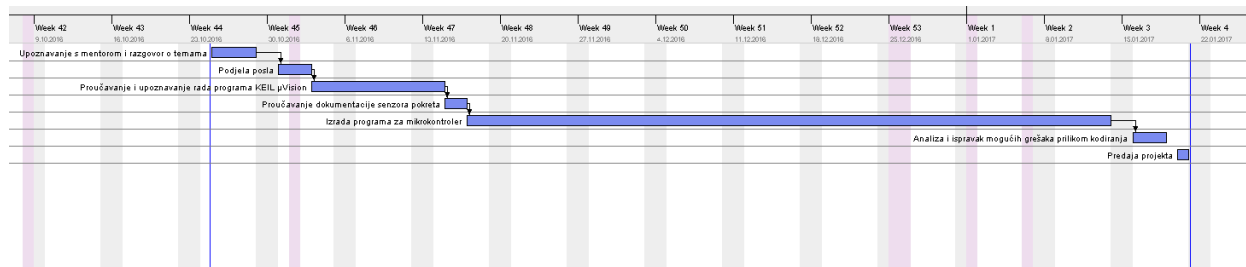 Week 42 Week 43 Week 44 Week 45 Week 46 Week 47 Week 48 Week 49 Week 50 Week 51 Week 52 Week 53 Week 1 Week 2 Week 3 Week 4
9.10.2016 16.10.2016 23.10.2016 30.10.2016 6.11.2016 13.11.2016 20.11.2016 27.11.2016 4.12.2016 11.12.2016 18.12.2016 25.12.2016 1.01.2017 8.01.2017 15.01.2017 22.01.2017
Upoznavanje s mentorom i razgovor o temama
Podjela posla
Proučavanje i upoznavanje rada programa KEIL µVision
Proučavanje dokumentacije senzora pokreta
Izrada programa za mikrokontroler
Analiza i ispravak mogućih grešaka prilikom kodiranja
Predaja projekta